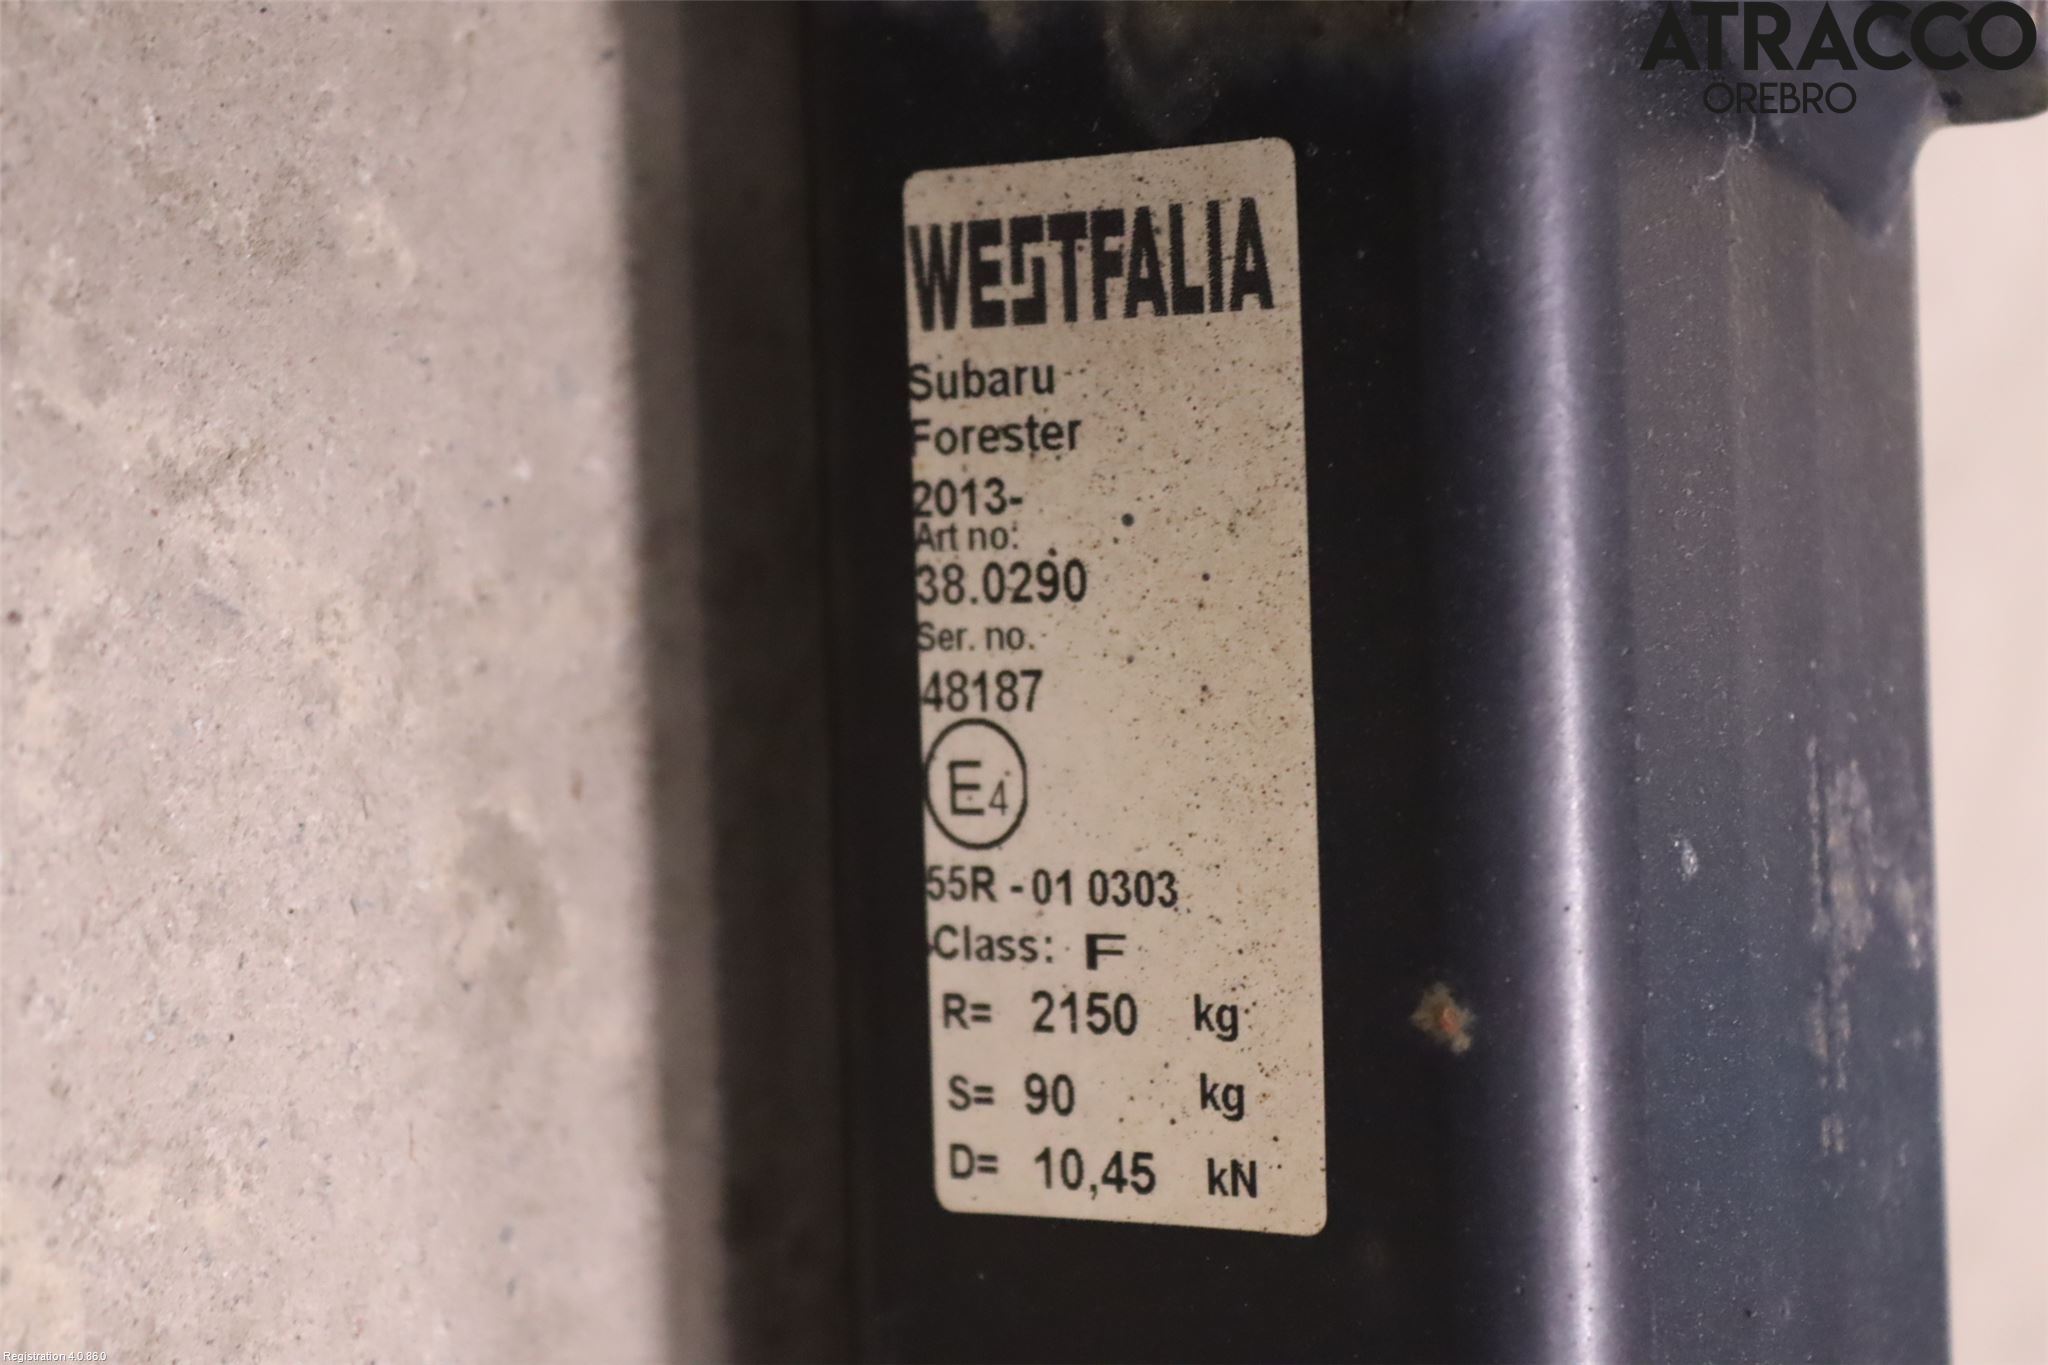 ATRACCO
ÖREBRO
WESTFALIA
Subaru
Forester
2013-
Art no:
38.0290
Ser. no.
48187
E4
55R - 01 0303
Class: F
R= 2150 kg
S= 90 kg
D= 10,45 kN
Registration 4.0.86.0